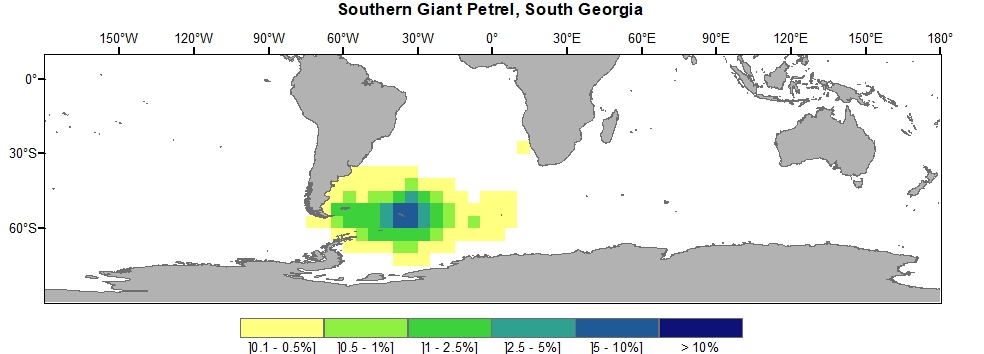 Southern Giant Petrel, South Georgia
150°W 120°W 90°W 60°W 30°W 0° 30°E 60°E 90°E 120°E 150°E 180°
0°
30°S
60°S
]0.1 - 0.5%] ]0.5 - 1%] ]1 - 2.5%] ]2.5 - 5%] ]5 - 10%] > 10%